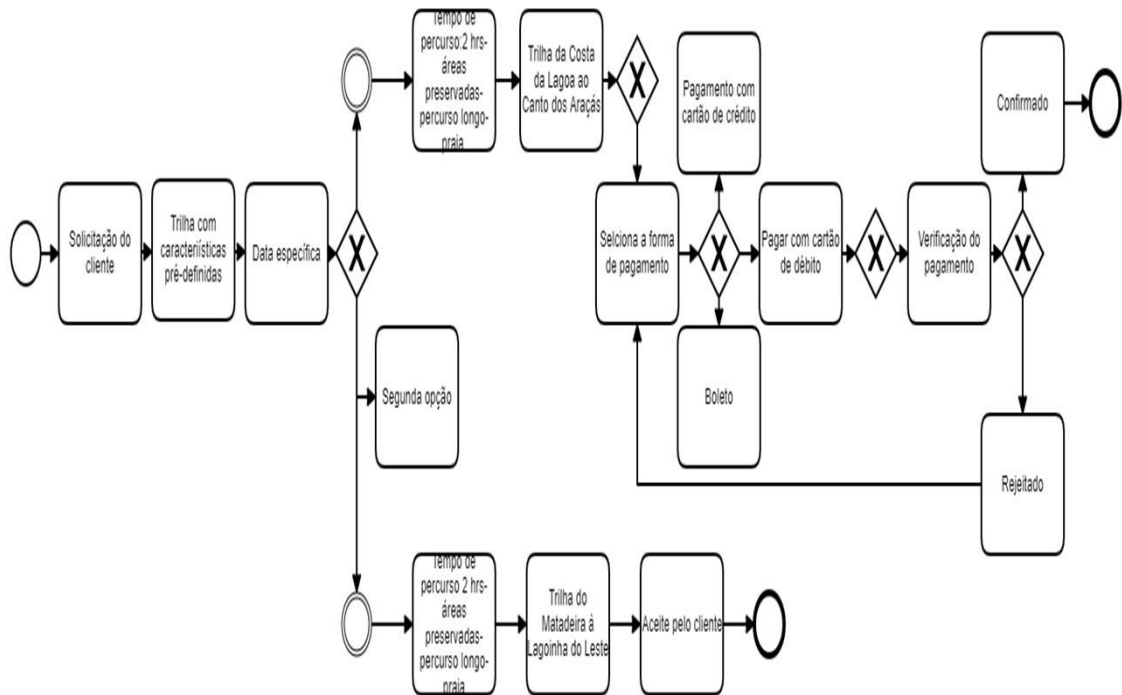 Tempo de
percurso:2 hrs-
áreas
preservadas-
percurso longo-
praia
Trilha da Costa
da Lagoa ao
Canto dos Araçás
Pagamento com
cartão de crédito
Confirmado
Solicitação do
cliente
Trilha com
características
pré-definidas
Data específica
Selciona a forma
de pagamento
Pagar com cartão
de débito
Verificação do
pagamento
Segunda opção
Boleto
Rejeitado
Tempo de
percurso 2 hrs-
áreas
preservadas-
percurso longo-
praia
Trilha do
Matadeira à
Lagoinha do Leste
Aceite pelo cliente